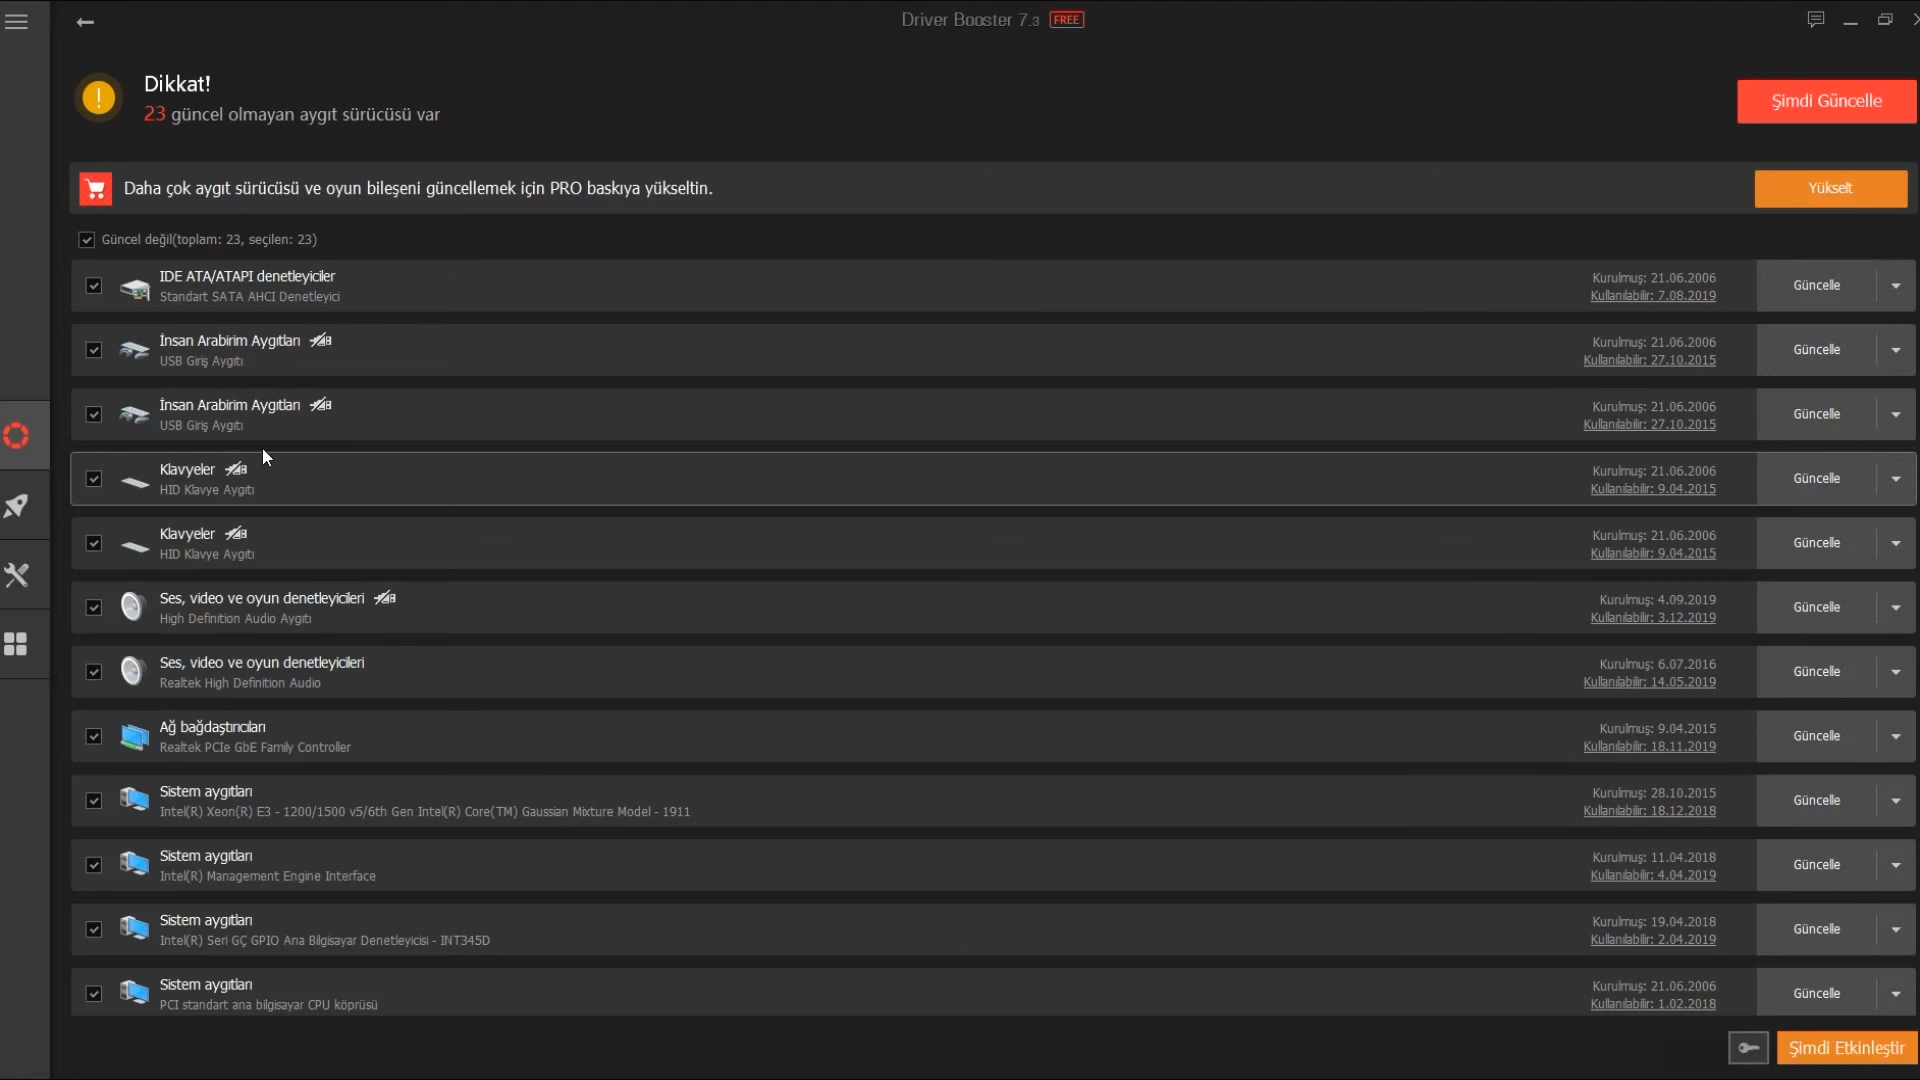 Driver Booster 7.3 FREE
Dikkat!
23 güncel olmayan aygıt sürücüsü var
Şimdi Güncelle
Daha çok aygıt sürücüsü ve oyun bileşeni güncellemek için PRO baskıya yükseltin.
Yükselt
Güncel değil(toplam: 23, seçilen: 23)
IDE ATA/ATAPI denetleyiciler
Standart SATA AHCI Denetleyici
Kurulmuş: 21.06.2006
Kullanılabilir: 7.08.2019
Güncelle
İnsan Arabirim Aygıtları
USB Giriş Aygıtı
Kurulmuş: 21.06.2006
Kullanılabilir: 27.10.2015
Güncelle
İnsan Arabirim Aygıtları
USB Giriş Aygıtı
Kurulmuş: 21.06.2006
Kullanılabilir: 27.10.2015
Güncelle
Klavyeler
HID Klavye Aygıtı
Kurulmuş: 21.06.2006
Kullanılabilir: 9.04.2015
Güncelle
Klavyeler
HID Klavye Aygıtı
Kurulmuş: 21.06.2006
Kullanılabilir: 9.04.2015
Güncelle
Ses, video ve oyun denetleyicileri
High Definition Audio Aygıtı
Kurulmuş: 4.09.2019
Kullanılabilir: 3.12.2019
Güncelle
Ses, video ve oyun denetleyicileri
Realtek High Definition Audio
Kurulmuş: 6.07.2016
Kullanılabilir: 14.05.2019
Güncelle
Ağ bağdaştırıcıları
Realtek PCIe GbE Family Controller
Kurulmuş: 9.04.2015
Kullanılabilir: 18.11.2019
Güncelle
Sistem aygıtları
Intel(R) Xeon(R) E3 - 1200/1500 v5/6th Gen Intel(R) Core(TM) Gaussian Mixture Model - 1911
Kurulmuş: 28.10.2015
Kullanılabilir: 18.12.2018
Güncelle
Sistem aygıtları
Intel(R) Management Engine Interface
Kurulmuş: 11.04.2018
Kullanılabilir: 4.04.2019
Güncelle
Sistem aygıtları
Intel(R) Seri GÇ GPIO Ana Bilgisayar Denetleyicisi - INT345D
Kurulmuş: 19.04.2018
Kullanılabilir: 2.04.2019
Güncelle
Sistem aygıtları
PCI standart ana bilgisayar CPU köprüsü
Kurulmuş: 21.06.2006
Kullanılabilir: 1.02.2018
Güncelle
Şimdi Etkinleştir